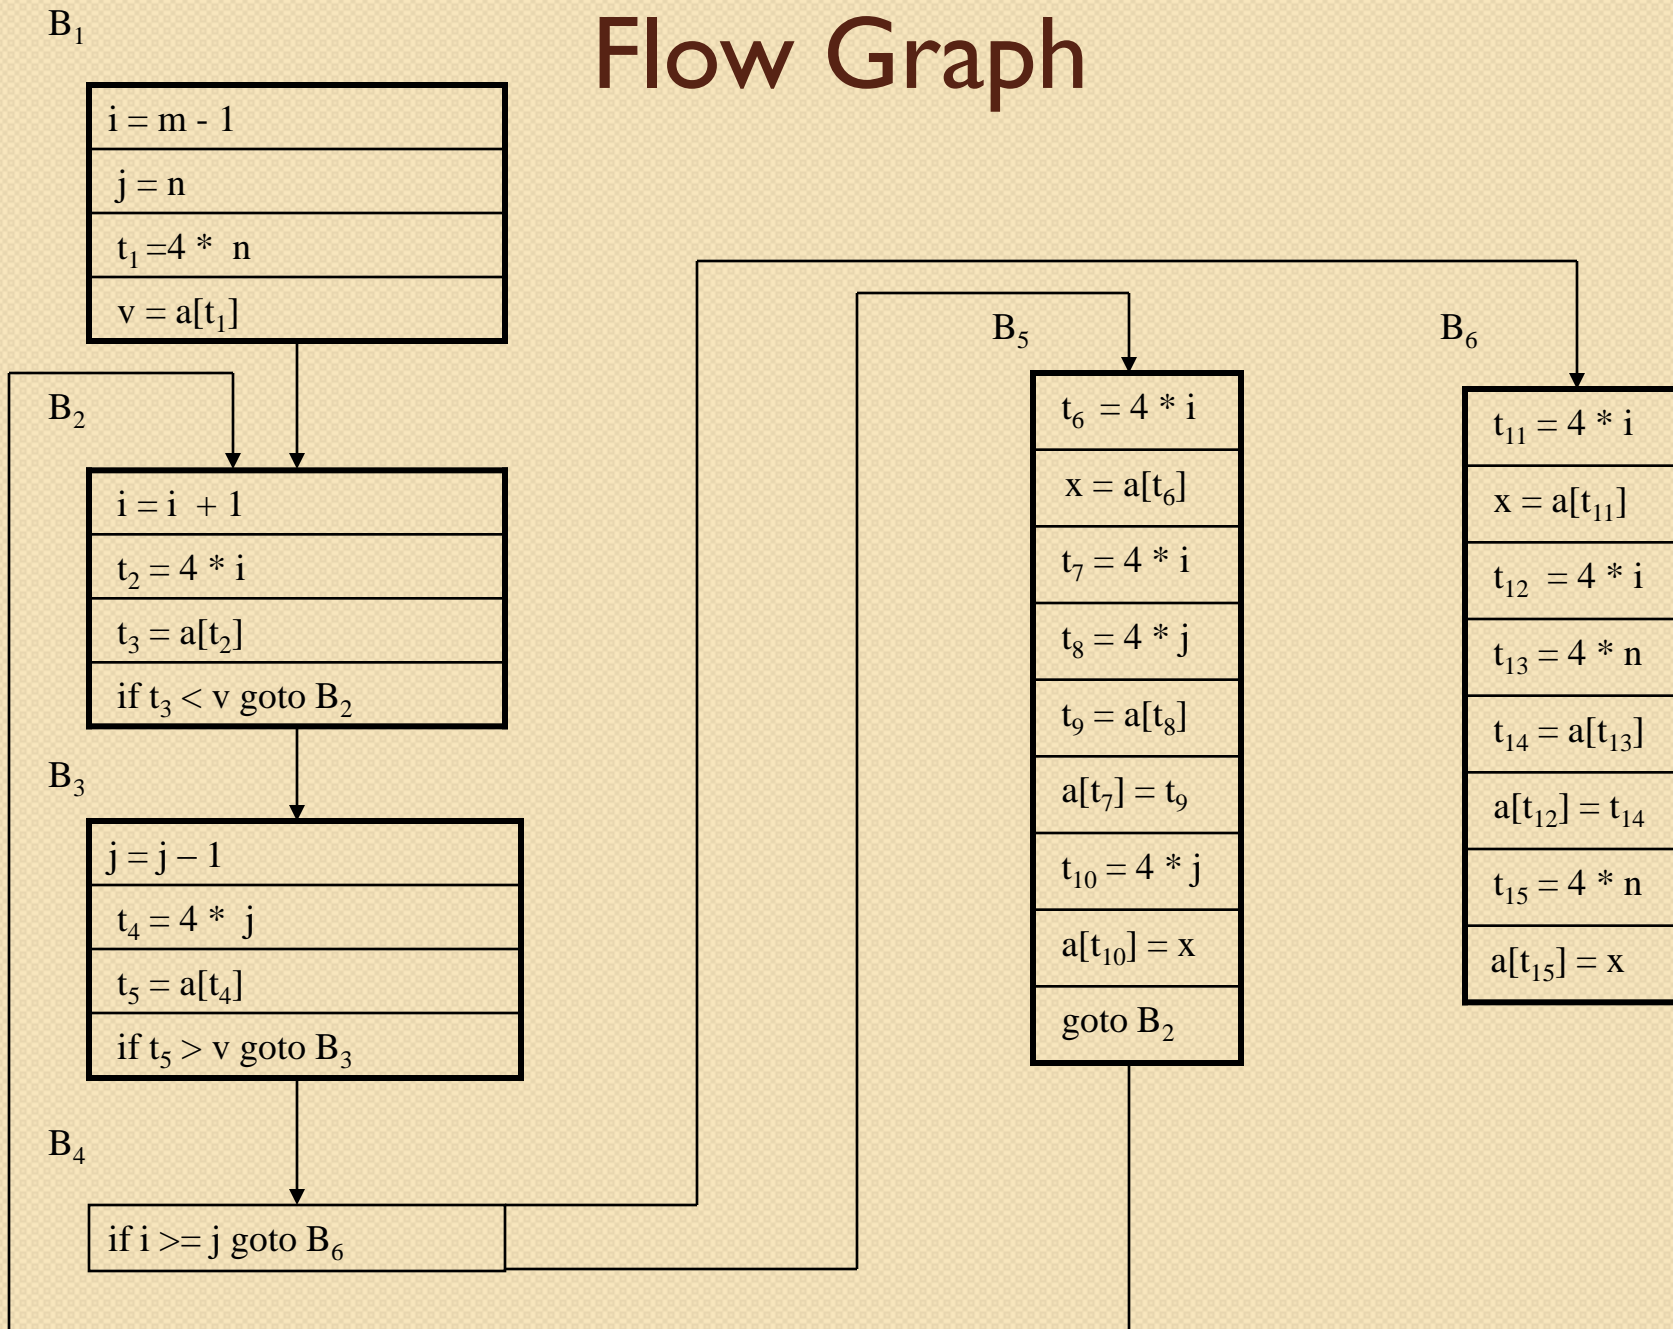 Flow Graph
B₁
i = m - 1
j = n
t₁ =4 * n
v = a[t₁]
B₂
i = i + 1
t₂ = 4 * i
t₃ = a[t₂]
if t₃ < v goto B₂
B₃
j = j – 1
t₄ = 4 * j
t₅ = a[t₄]
if t₅ > v goto B₃
B₄
if i >= j goto B₆
B₅
t₆ = 4 * i
x = a[t₆]
t₇ = 4 * i
t₈ = 4 * j
t₉ = a[t₈]
a[t₇] = t₉
t₁₀ = 4 * j
a[t₁₀] = x
goto B₂
B₆
t₁₁ = 4 * i
x = a[t₁₁]
t₁₂ = 4 * i
t₁₃ = 4 * n
t₁₄ = a[t₁₃]
a[t₁₂] = t₁₄
t₁₅ = 4 * n
a[t₁₅] = x